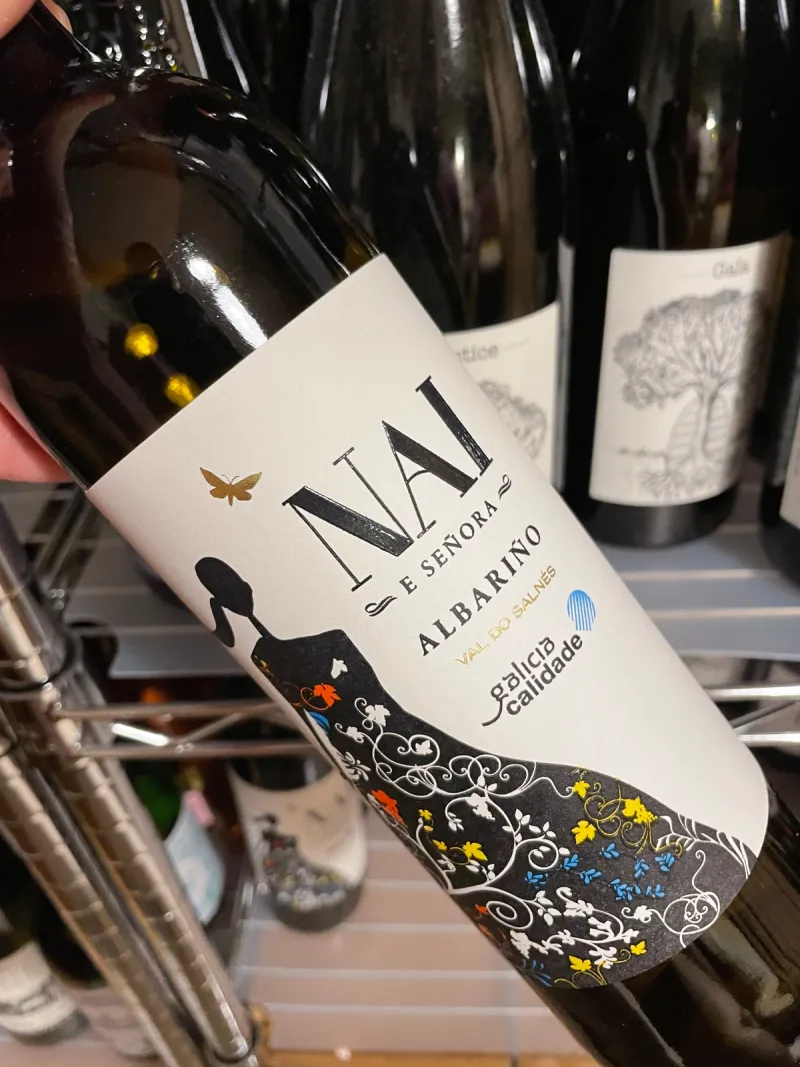 NAI
E SEÑORA
ALBARIÑO
VAL DO SALNÉS
galicia
calidade